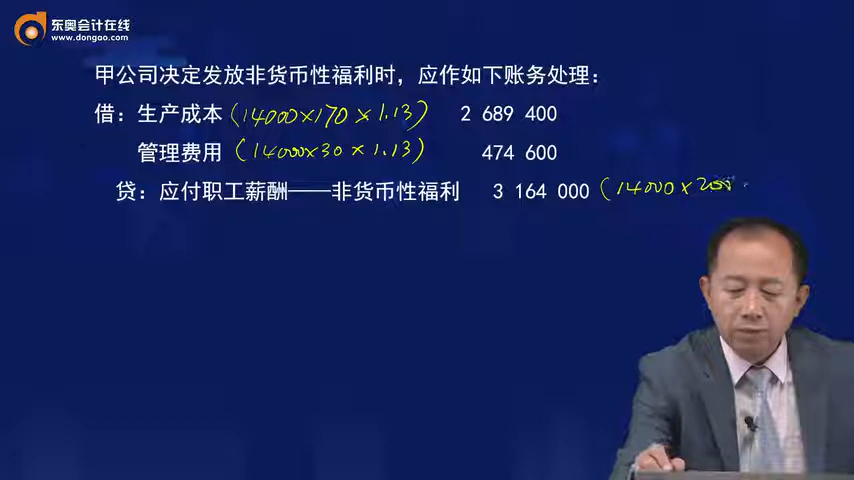 东奥会计在线
www.dongao.com
甲公司决定发放非货币性福利时，应作如下账务处理：
借：生产成本（14000×170×1.13） 2 689 400
管理费用（14000×30×1.13） 474 600
贷：应付职工薪酬——非货币性福利 3 164 000（14000×200